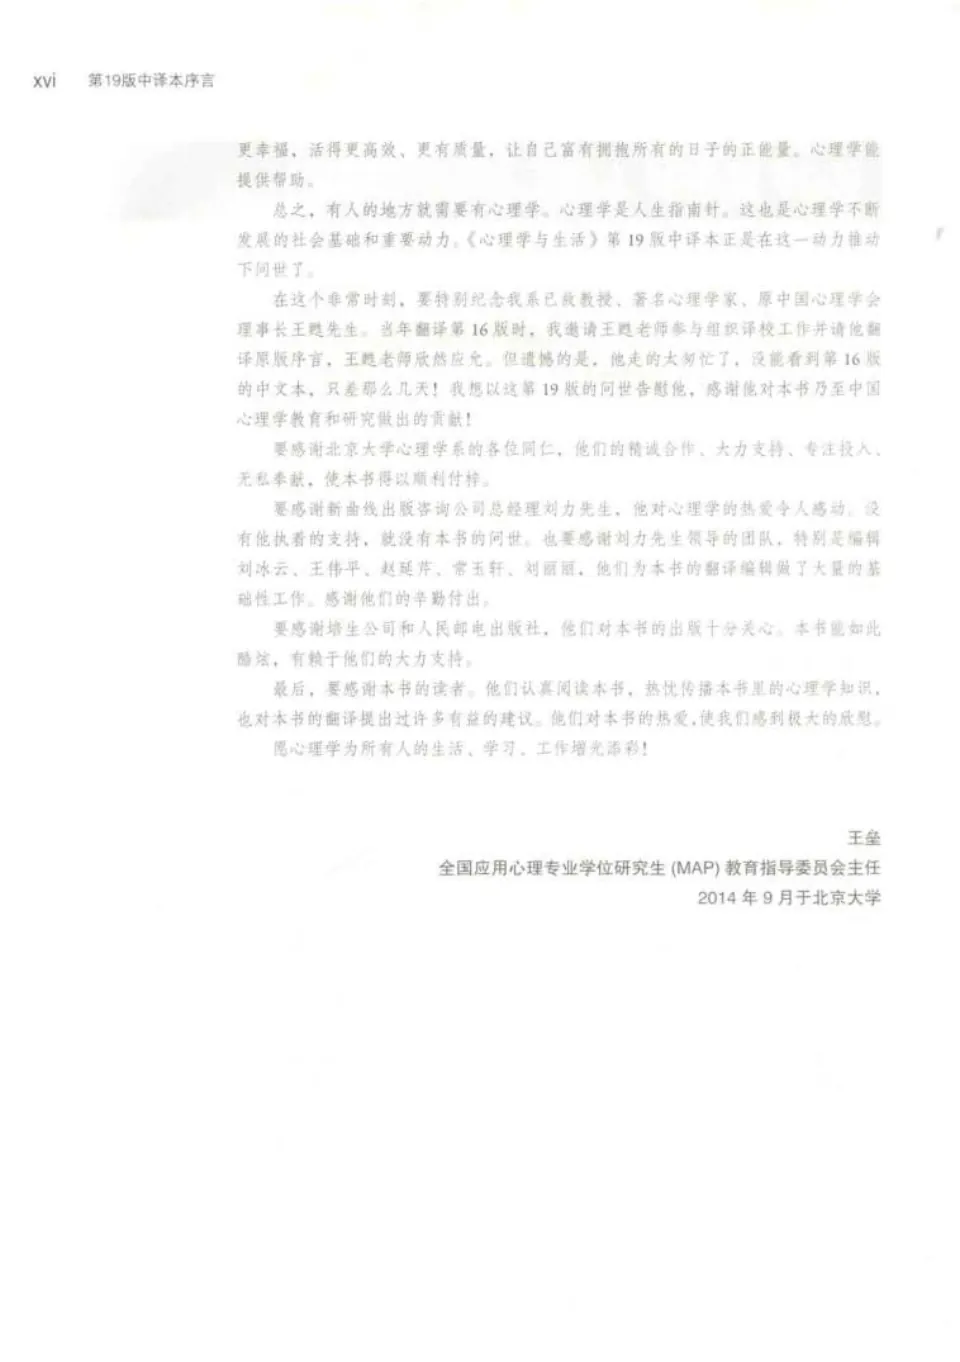 xvi 第19版中译本序言
更幸福，活得更高效、更有质量，让自己富有拥抱所有的日子的正能量。心理学能
提供帮助。
总之，有人的地方就需要有心理学。心理学是人生指南针。这也是心理学不断
发展的社会基础和重要动力。《心理学与生活》第 19 版中译本正是在这一动力推动
下问世了。
在这个非常时刻，要特别纪念我系已故教授、著名心理学家、原中国心理学会
理事长王甦先生。当年翻译第 16 版时，我邀请王甦老师参与组织译校工作并请他翻
译原版序言，王甦老师欣然应允。但遗憾的是，他走的太匆忙了，没能看到第 16 版
的中文本，只差那么几天！我想以这第 19 版的问世告慰他，感谢他对本书乃至中国
心理学教育和研究做出的贡献！
要感谢北京大学心理学系的各位同仁，他们的精诚合作、大力支持、专注投入、
无私奉献，使本书得以顺利付梓。
要感谢新曲线出版咨询公司总经理刘力先生，他对心理学的热爱令人感动。没
有他执着的支持，就没有本书的问世。也要感谢刘力先生领导的团队，特别是编辑
刘冰云、王伟平、赵延芹、常玉轩、刘丽丽，他们为本书的翻译编辑做了大量的基
础性工作。感谢他们的辛勤付出。
要感谢培生公司和人民邮电出版社，他们对本书的出版十分关心。本书能如此
酷炫，有赖于他们的大力支持。
最后，要感谢本书的读者。他们认真阅读本书，热忱传播本书里的心理学知识，
也对本书的翻译提出过许多有益的建议。他们对本书的热爱，使我们感到极大的欣慰。
愿心理学为所有人的生活、学习、工作增光添彩！
王垒
全国应用心理专业学位研究生 (MAP) 教育指导委员会主任
2014 年 9 月于北京大学